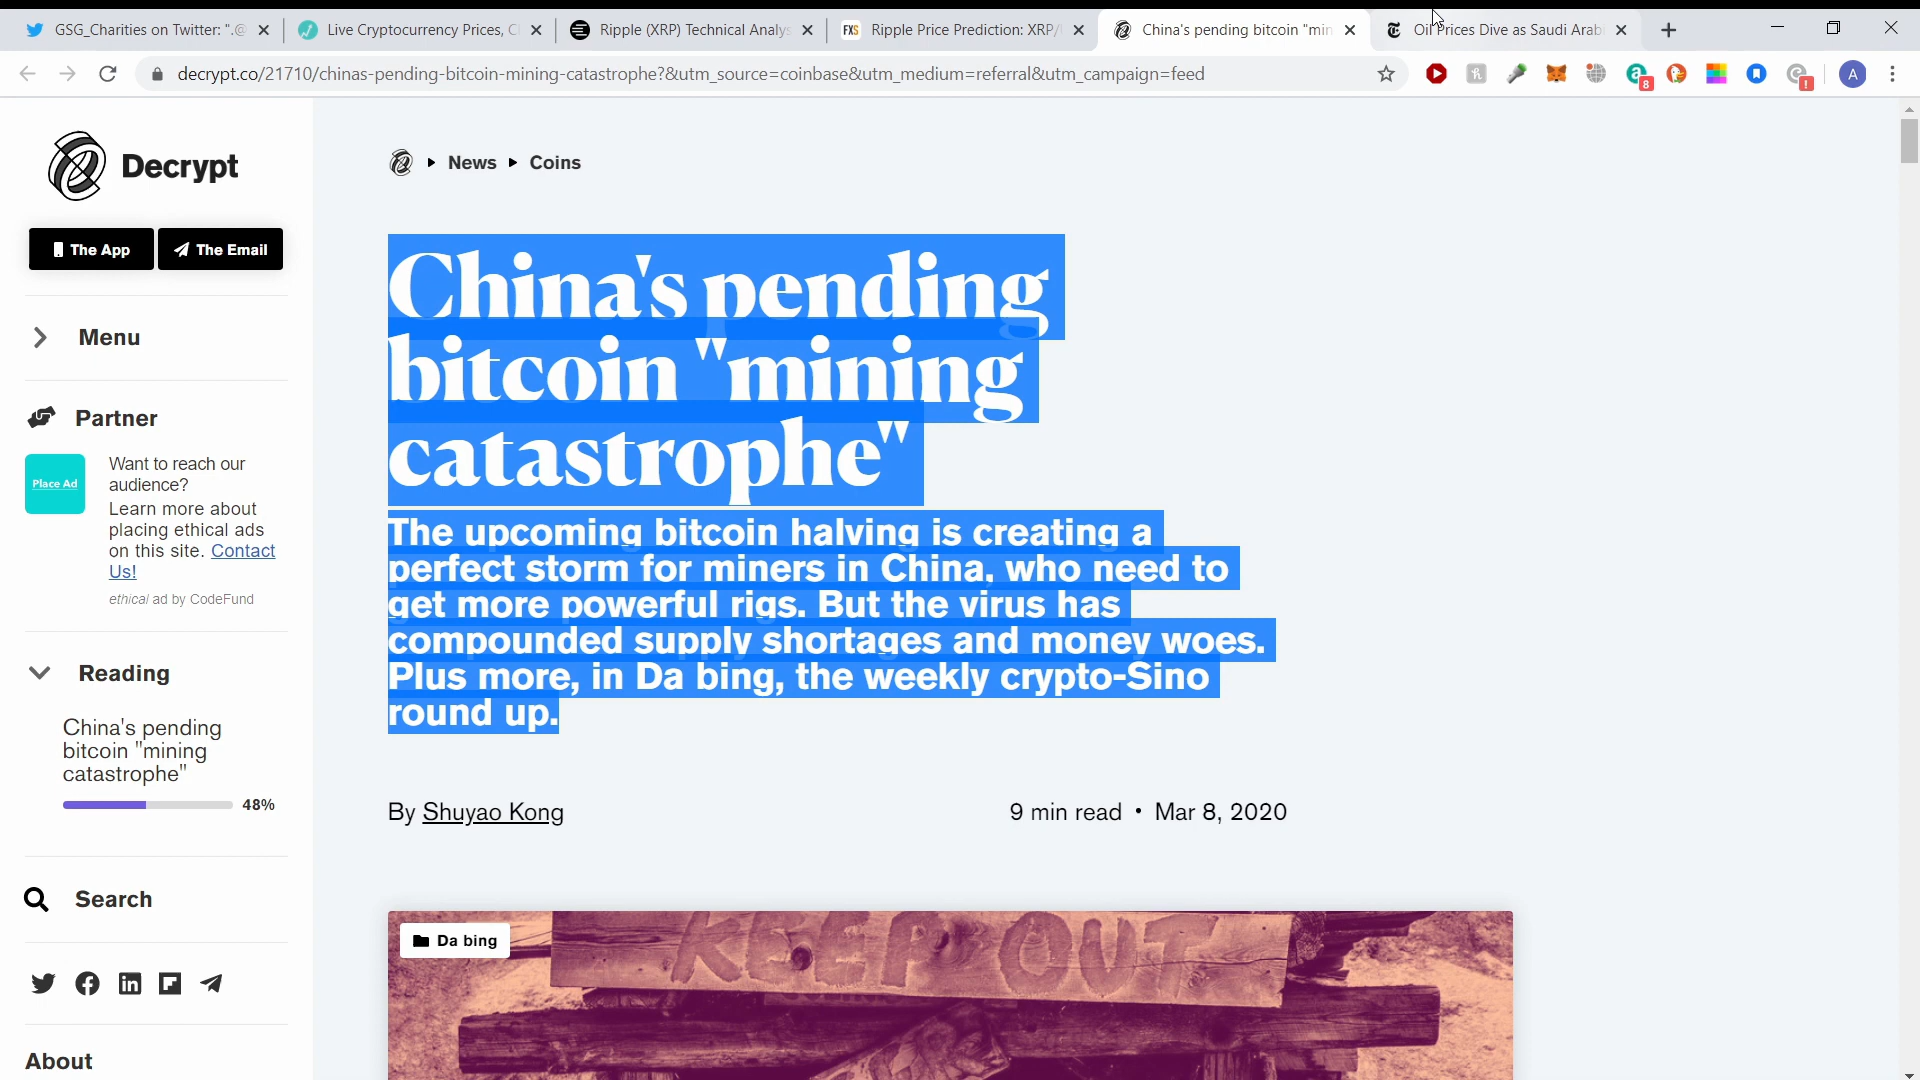 GSG_Charities on Twitter: ".@
Live Cryptocurrency Prices, C
Ripple (XRP) Technical Analys
FXS
Ripple Price Prediction: XRP/
China's pending bitcoin "min
Oil Prices Dive as Saudi Arab
decrypt.co/21710/chinas-pending-bitcoin-mining-catastrophe?&utm_source=coinbase&utm_medium=referral&utm_campaign=feed
8
A
Decrypt
The App
The Email
Menu
Partner
Place Ad
Want to reach our
audience?
Learn more about
placing ethical ads
on this site. Contact
Us!
ethical ad by CodeFund
Reading
China's pending
bitcoin "mining
catastrophe"
48%
Search
About
News
Coins
China's pending
bitcoin "mining
catastrophe"
The upcoming bitcoin halving is creating a
perfect storm for miners in China, who need to
get more powerful rigs. But the virus has
compounded supply shortages and money woes.
Plus more, in Da bing, the weekly crypto-Sino
round up.
By Shuyao Kong
9 min read • Mar 8, 2020
Da bing
KEEP OUT